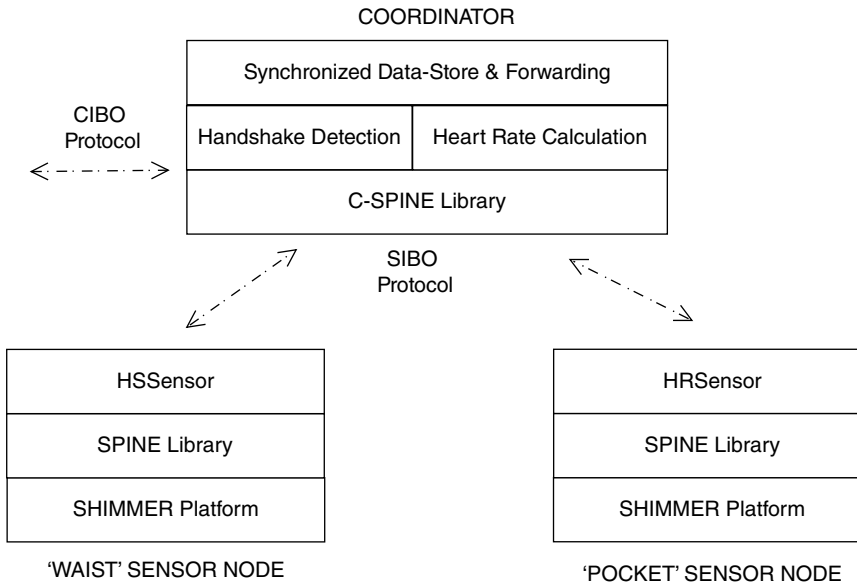 COORDINATOR
Synchronized Data-Store & Forwarding
CIBO
Protocol
Handshake Detection
Heart Rate Calculation
C-SPINE Library
SIBO
Protocol
HSSensor
SPINE Library
SHIMMER Platform
‘WAIST’ SENSOR NODE
HRSensor
SPINE Library
SHIMMER Platform
‘POCKET’ SENSOR NODE